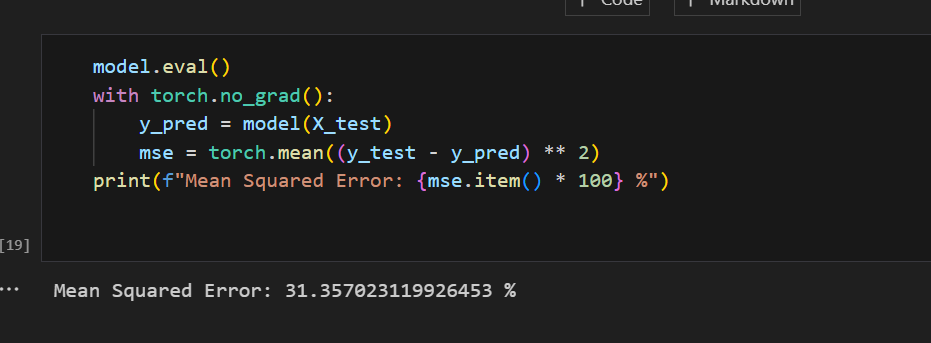 Code Markdown
model.eval()
with torch.no_grad():
    y_pred = model(X_test)
    mse = torch.mean((y_test - y_pred) ** 2)
print(f"Mean Squared Error: {mse.item() * 100} %")
[19]
... Mean Squared Error: 31.357023119926453 %